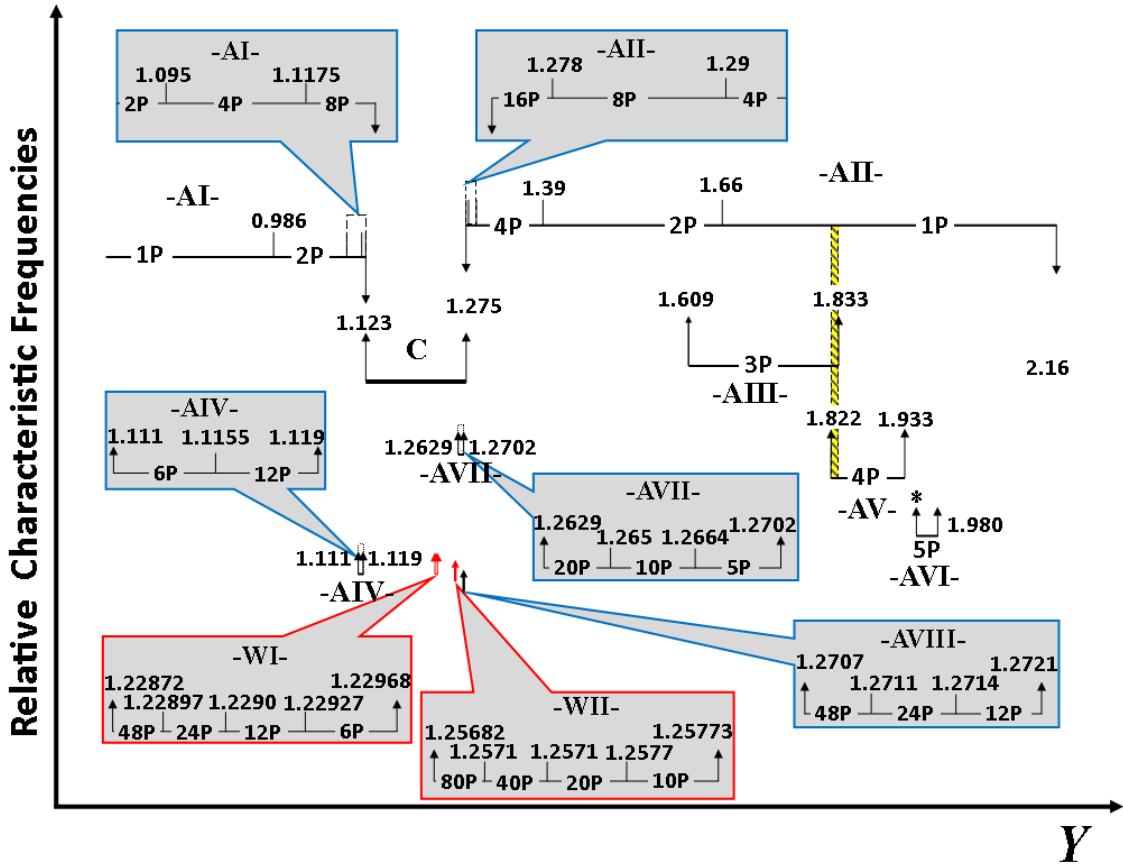 Relative Characteristic Frequencies
-AI-
1.095 1.1175
2P 4P 8P
-AII-
1.278 1.29
16P 8P 4P
-AI-
0.986
1P 2P
-AII-
1.39 1.66
4P 2P 1P
1.123
1.275
C
1.609 1.833
3P
-AIII-
2.16
-AIV-
1.111 1.1155 1.119
6P 12P
1.2629 1.2702
-AVII-
1.822 1.933
4P
-AV-
*
1.980
5P
-AVI-
-AVII-
1.2629 1.265 1.2664 1.2702
20P 10P 5P
1.111 1.119
-AIV-
-WI-
1.22872 1.22968
1.22897 1.2290 1.22927
48P 24P 12P 6P
-WII-
1.25682 1.25773
1.2571 1.2571 1.2577
80P 40P 20P 10P
-AVIII-
1.2707 1.2721
1.2711 1.2714
48P 24P 12P
Y